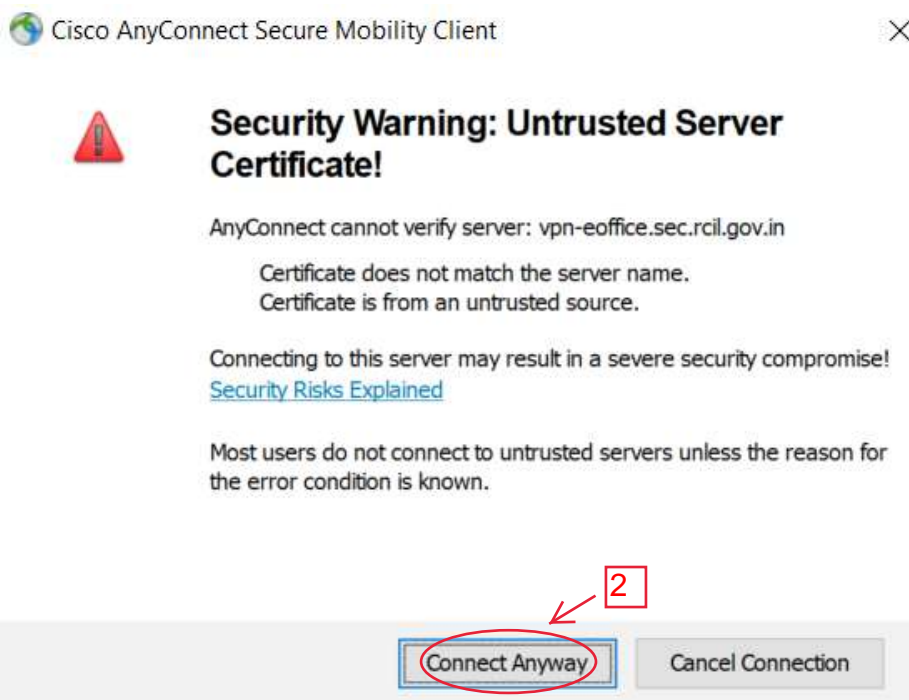 Cisco AnyConnect Secure Mobility Client
Security Warning: Untrusted Server
Certificate!
AnyConnect cannot verify server: vpn-eoffice.sec.rcil.gov.in
Certificate does not match the server name.
Certificate is from an untrusted source.
Connecting to this server may result in a severe security compromise!
Security Risks Explained
Most users do not connect to untrusted servers unless the reason for
the error condition is known.
2
Connect Anyway
Cancel Connection